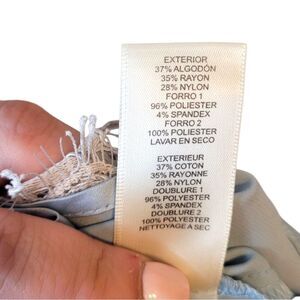 EXTERIOR
37% ALGODÓN
35% RAYON
28% NYLON
FORRO 1
96% POLIESTER
4% SPANDEX
FORRO 2
100% POLIESTER
LAVAR EN SECO
EXTERIEUR
37% COTON
35% RAYONNE
28% NYLON
DOUBLURE 1
96% POLYESTER
4% SPANDEX
DOUBLURE 2
100% POLYESTER
NETTOYAGE A SEC